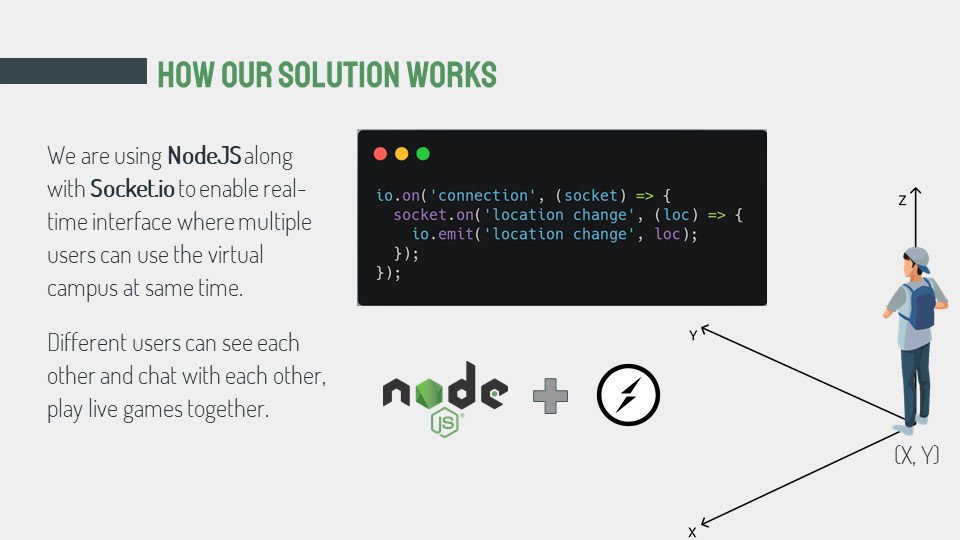 HOW OUR SOLUTION WORKS
We are using NodeJS along
with Socket.io to enable real-
time interface where multiple
users can use the virtual
campus at same time.
Different users can see each
other and chat with each other,
play live games together.
io.on('connection', (socket) => {
  socket.on('location change', (loc) => {
    io.emit('location change', loc);
  });
});
node
JS®
Z
Y
X
(X, Y)